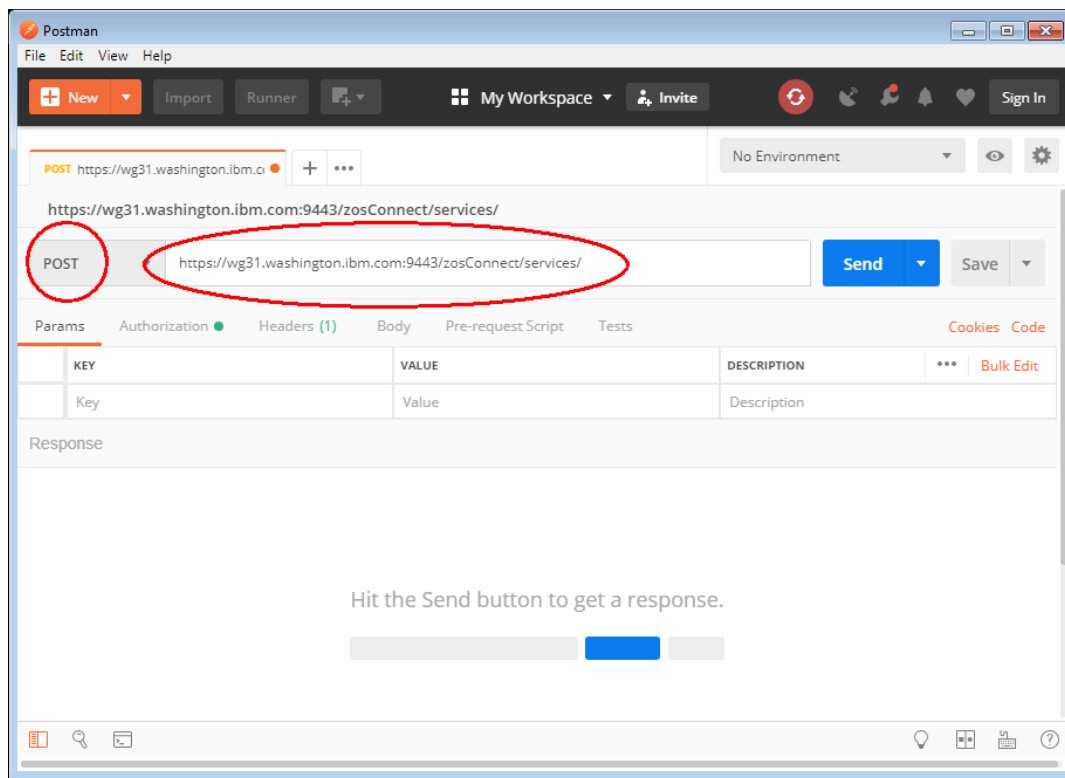 Postman
File Edit View Help
New Import Runner My Workspace Invite Sign In
POST https://wg31.washington.ibm.c No Environment
https://wg31.washington.ibm.com:9443/zosConnect/services/
POST https://wg31.washington.ibm.com:9443/zosConnect/services/ Send Save
Params Authorization Headers (1) Body Pre-request Script Tests Cookies Code
KEY VALUE DESCRIPTION Bulk Edit
Key Value Description
Response
Hit the Send button to get a response.